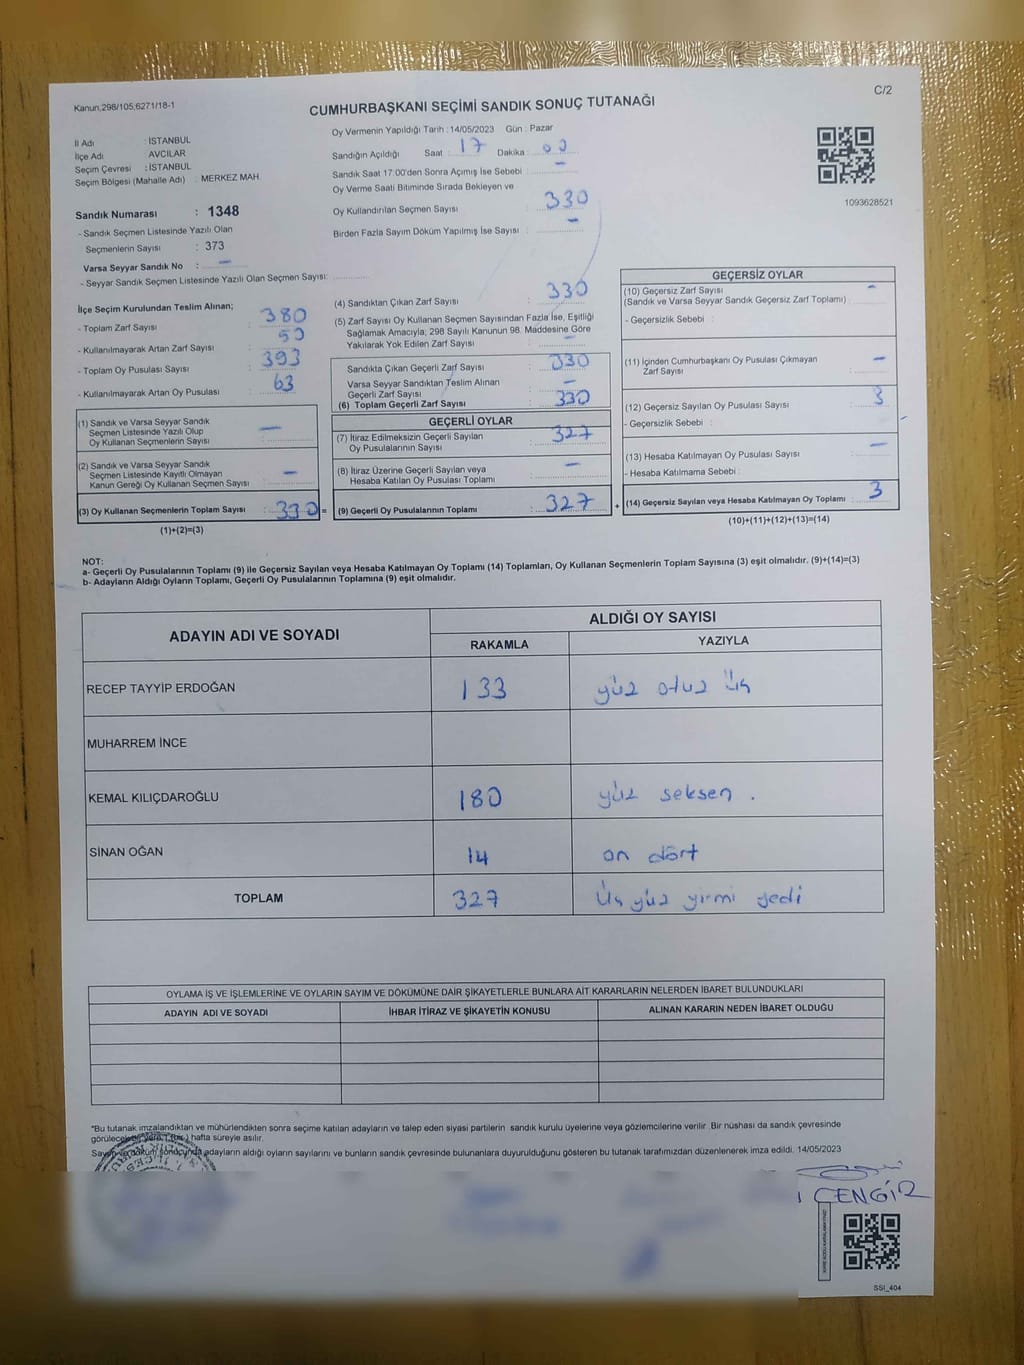 Kanun,298/105,6271/18-1
C/2
CUMHURBAŞKANI SEÇİMİ SANDIK SONUÇ TUTANAĞI
İl Adı : İSTANBUL
İlçe Adı : AVCILAR
Seçim Çevresi : İSTANBUL
Seçim Bölgesi (Mahalle Adı) : MERKEZ MAH.
Sandık Numarası : 1348
- Sandık Seçmen Listesinde Yazılı Olan
Seçmenlerin Sayısı : 373
Varsa Seyyar Sandık No : –
- Seyyar Sandık Seçmen Listesinde Yazılı Olan Seçmen Sayısı:
Oy Vermenin Yapıldığı Tarih : 14/05/2023 Gün : Pazar
Sandığın Açıldığı Saat : 17 Dakika : 00
Sandık Saat 17:00'den Sonra Açımış İse Sebebi : –
Oy Verme Saati Bitiminde Sırada Bekleyen ve
Oy Kullandırılan Seçmen Sayısı : 330
Birden Fazla Sayım Döküm Yapılmış İse Sayısı : –
1093628521
İlçe Seçim Kurulundan Teslim Alınan;
- Toplam Zarf Sayısı : 380
- Kullanılmayarak Artan Zarf Sayısı : 50
- Toplam Oy Pusulası Sayısı : 393
- Kullanılmayarak Artan Oy Pusulası : 63
(1) Sandık ve Varsa Seyyar Sandık
Seçmen Listesinde Yazılı Olup
Oy Kullanan Seçmenlerin Sayısı : –
(2) Sandık ve Varsa Seyyar Sandık
Seçmen Listesinde Kayıtlı Olmayan
Kanun Gereği Oy Kullanan Seçmen Sayısı : –
(3) Oy Kullanan Seçmenlerin Toplam Sayısı : 330 =
(1)+(2)=(3)
(4) Sandıktan Çıkan Zarf Sayısı : 330
(5) Zarf Sayısı Oy Kullanan Seçmen Sayısından Fazla İse, Eşitliği
Sağlamak Amacıyla; 298 Sayılı Kanunun 98. Maddesine Göre
Yakılarak Yok Edilen Zarf Sayısı : –
Sandıkta Çıkan Geçerli Zarf Sayısı : 330
Varsa Seyyar Sandıktan Teslim Alınan
Geçerli Zarf Sayısı : –
(6) Toplam Geçerli Zarf Sayısı : 330
GEÇERLİ OYLAR
(7) İtiraz Edilmeksizin Geçerli Sayılan
Oy Pusulalarının Sayısı : 327
(8) İtiraz Üzerine Geçerli Sayılan veya
Hesaba Katılan Oy Pusulası Toplamı : –
(9) Geçerli Oy Pusulalarının Toplamı : 327 +
GEÇERSİZ OYLAR
(10) Geçersiz Zarf Sayısı : –
(Sandık ve Varsa Seyyar Sandık Geçersiz Zarf Toplamı)
- Geçersizlik Sebebi :
(11) İçinden Cumhurbaşkanı Oy Pusulası Çıkmayan
Zarf Sayısı : –
(12) Geçersiz Sayılan Oy Pusulası Sayısı : 3
- Geçersizlik Sebebi :
(13) Hesaba Katılmayan Oy Pusulası Sayısı : –
- Hesaba Katılmama Sebebi :
(14) Geçersiz Sayılan veya Hesaba Katılmayan Oy Toplamı : 3
(10)+(11)+(12)+(13)=(14)
NOT:
a- Geçerli Oy Pusulalarının Toplamı (9) ile Geçersiz Sayılan veya Hesaba Katılmayan Oy Toplamı (14) Toplamları, Oy Kullanan Seçmenlerin Toplam Sayısına (3) eşit olmalıdır. (9)+(14)=(3)
b- Adayların Aldığı Oyların Toplamı, Geçerli Oy Pusulalarının Toplamına (9) eşit olmalıdır.
ADAYIN ADI VE SOYADI
ALDIĞI OY SAYISI
RAKAMLA YAZIYLA
RECEP TAYYİP ERDOĞAN 133 yüz otuz üç
MUHARREM İNCE
KEMAL KILIÇDAROĞLU 180 yüz seksen .
SİNAN OĞAN 14 on dört
TOPLAM 327 Üç yüz yirmi yedi
OYLAMA İŞ VE İŞLEMLERİNE VE OYLARIN SAYIM VE DÖKÜMÜNE DAİR ŞİKAYETLERLE BUNLARA AİT KARARLARIN NELERDEN İBARET BULUNDUKLARI
ADAYIN ADI VE SOYADI İHBAR İTİRAZ VE ŞİKAYETİN KONUSU ALINAN KARARIN NEDEN İBARET OLDUĞU
"Bu tutanak imzalandıktan ve mühürlendikten sonra seçime katılan adayların ve talep eden siyasi partilerin sandık kurulu üyelerine veya gözlemcilerine verilir. Bir nüshası da sandık çevresinde
görülecek bir yere 1 (bir) hafta süreyle asılır.
Sayım ve döküm sonucunda adayların aldığı oyların sayılarını ve bunların sandık çevresinde bulunanlara duyurulduğunu gösteren bu tutanak tarafımızdan düzenlenerek imza edildi. 14/05/2023
CENGİZ
SSİ_404